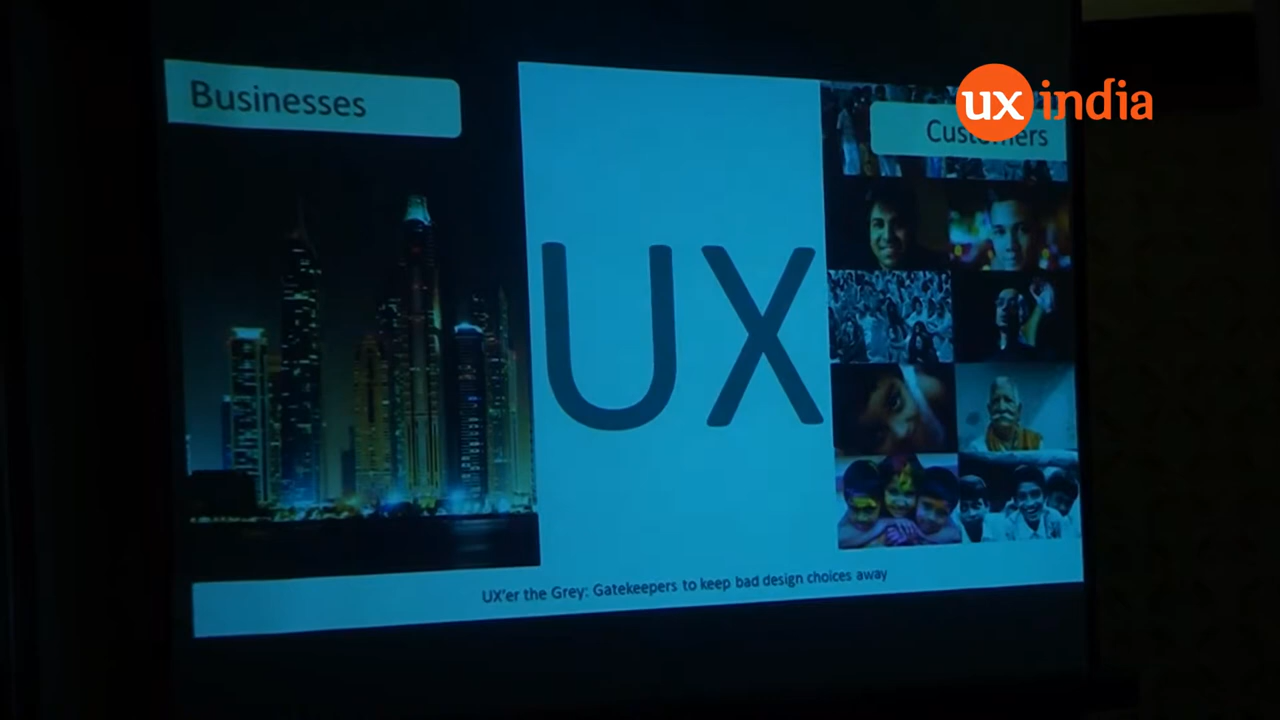 Businesses
ux india
Customers
UX
UX'er the Grey: Gatekeepers to keep bad design choices away